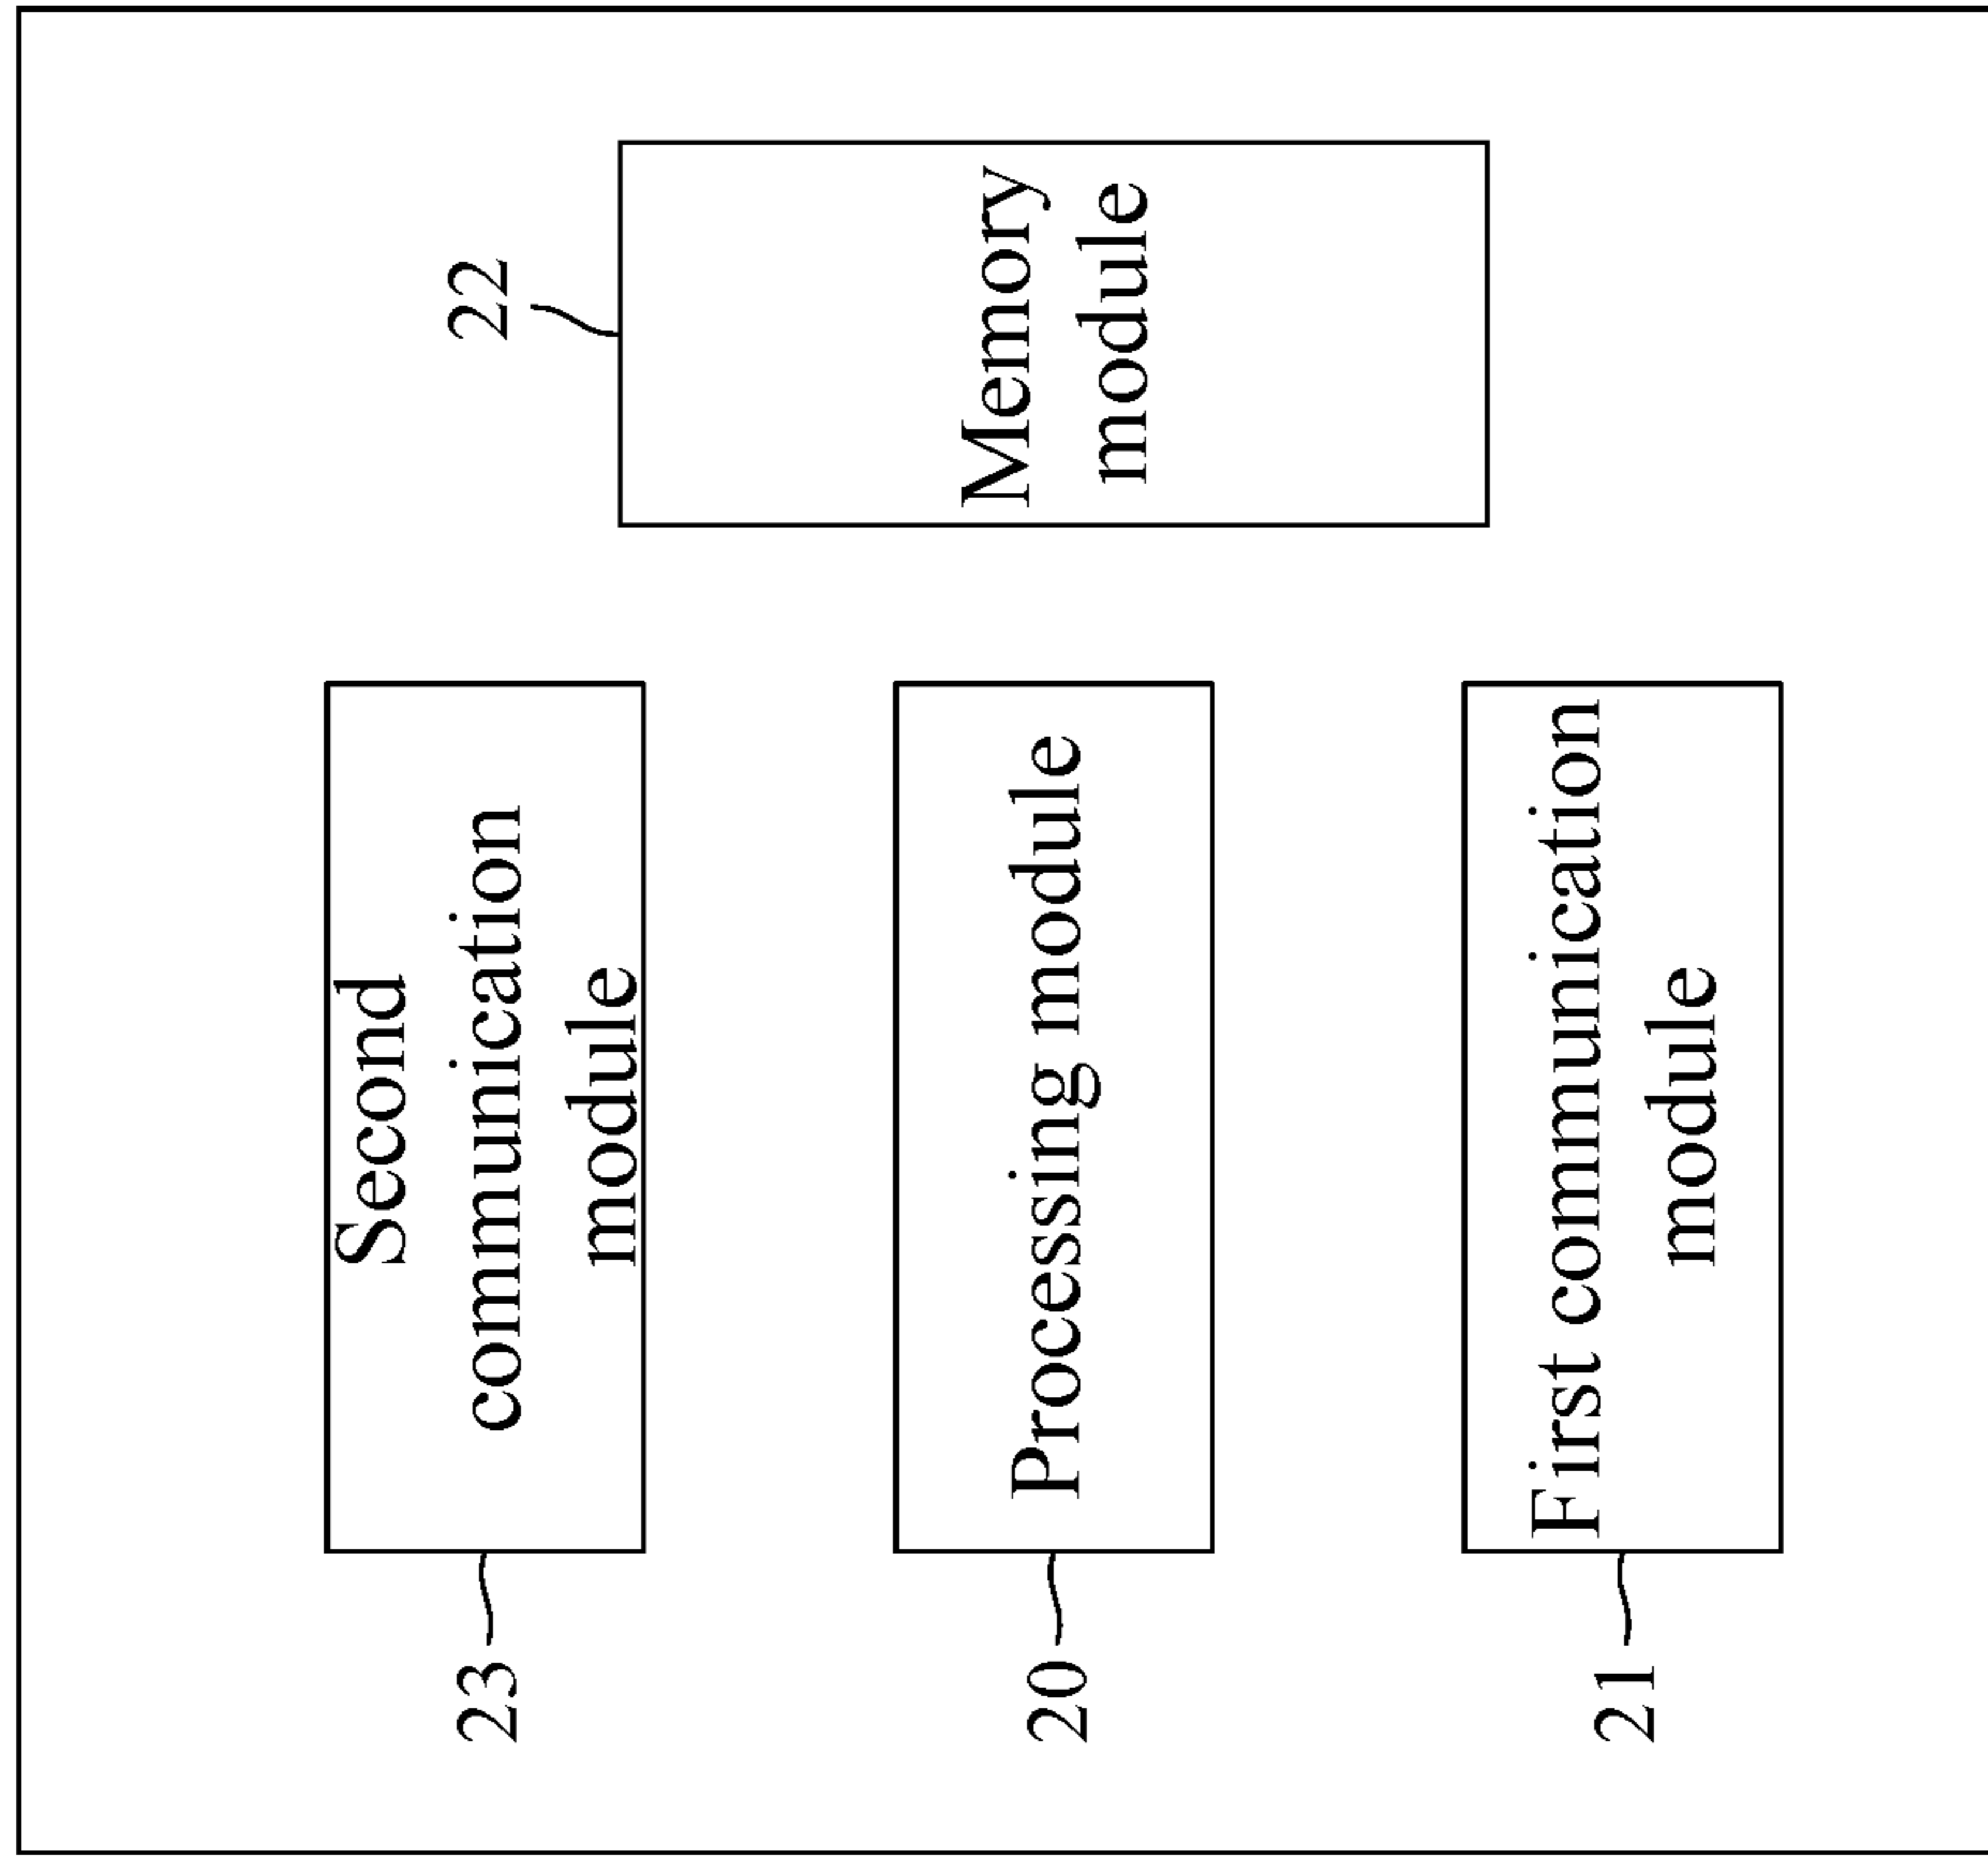 23
Second
communication
module
20
Processing module
21
First communication
module
22
Memory
module